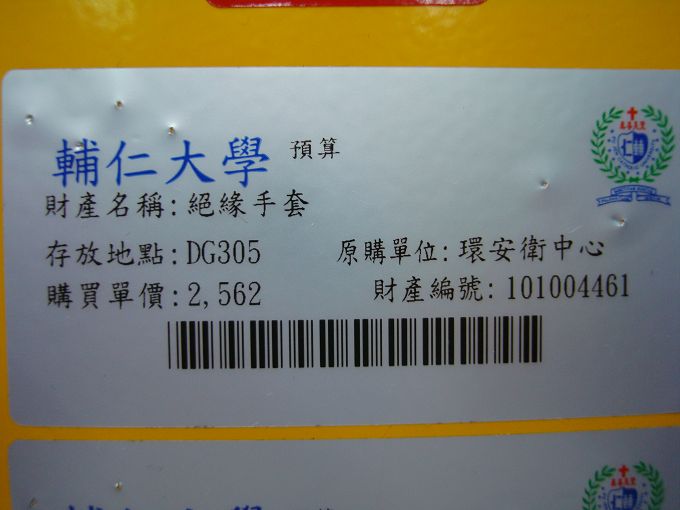 輔仁大學 預算
財產名稱:絕緣手套
存放地點:DG305 原購單位:環安衛中心
購買單價:2,562 財產編號:101004461